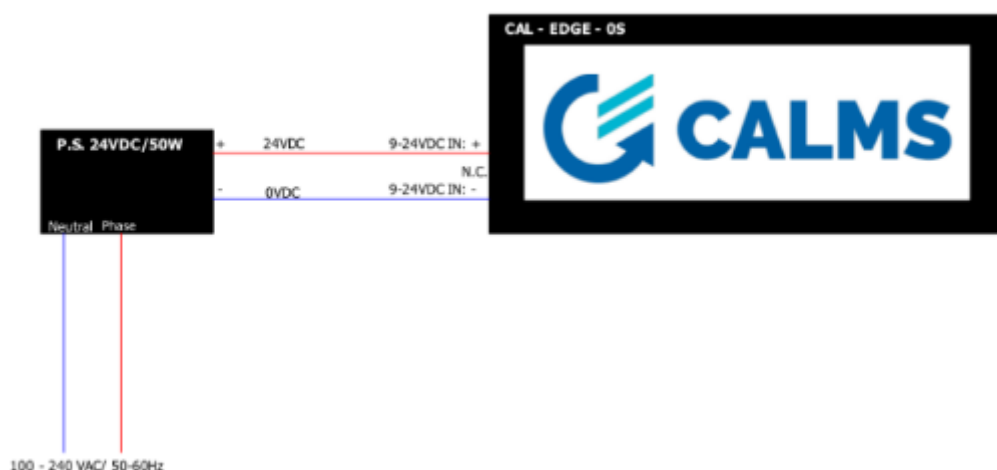 CAL - EDGE - 0S
CALMS
P.S. 24VDC/50W
+ 24VDC 9-24VDC IN: +
N.C.
- 0VDC 9-24VDC IN: -
Neutral Phase
100 - 240 VAC/ 50-60Hz